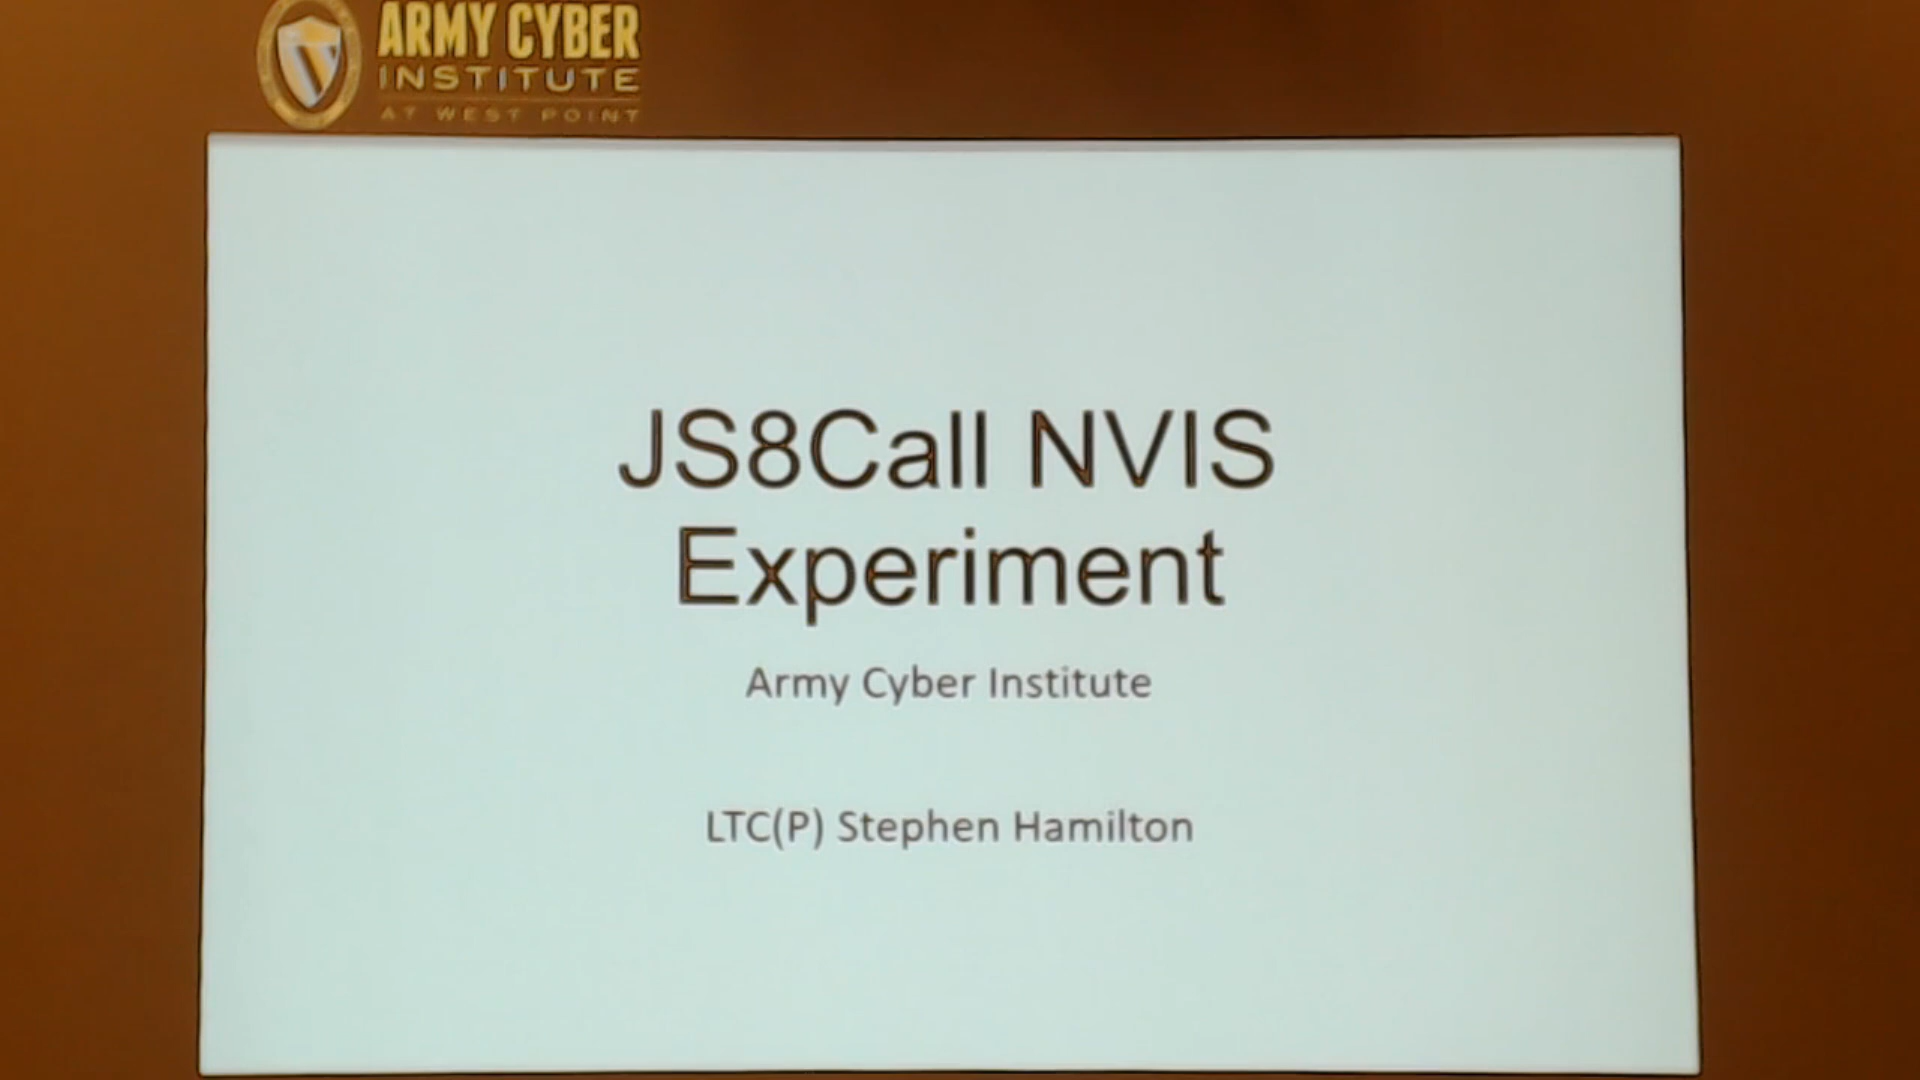 ARMY CYBER
INSTITUTE
AT WEST POINT
JS8Call NVIS
Experiment
Army Cyber Institute
LTC(P) Stephen Hamilton